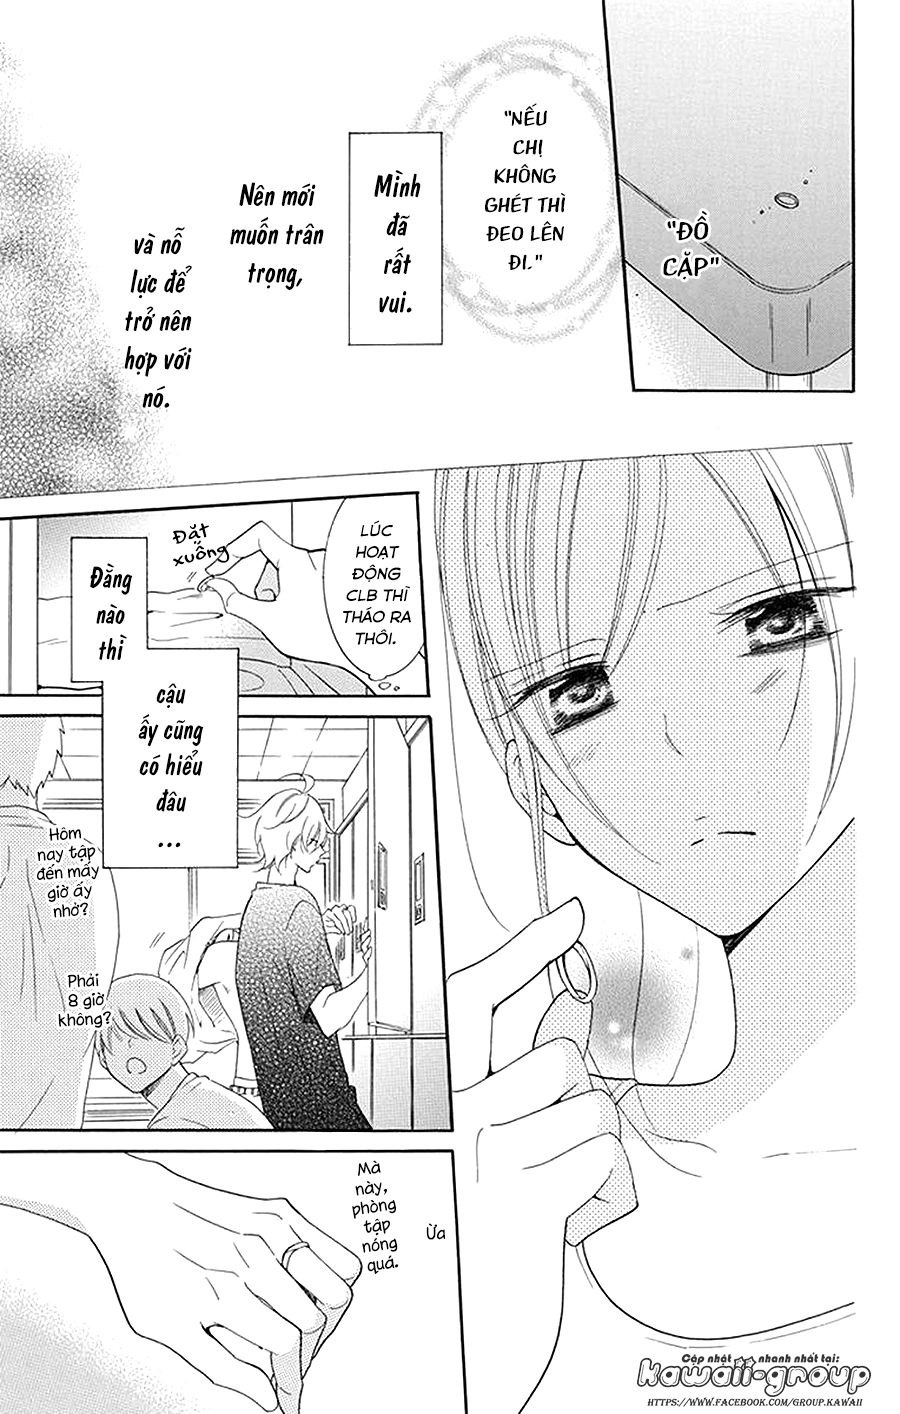 "ĐỒ
CẶP"
"NẾU
CHỊ
KHÔNG
GHÉT THÌ
ĐEO LÊN
ĐI."
Mình
đã
rất
vui.
Nên mới
muốn trân
trọng,
và nỗ
lực để
trở nên
hợp với
nó.
LÚC
HOẠT
ĐỘNG
CLB THÌ
THÁO RA
THÔI.
Đặt
xuống
Đằng
nào
thì
cậu
ấy cũng
có hiểu
đâu
...
Hôm
nay tập
đến mấy
giờ ấy
nhở?
Phải
8 giờ
không?
Mà
này,
phòng
tập
nóng
quá.
Ừa
Cập nhật nhanh nhất tại:
kawaii-group
HTTPS://WWW.FACEBOOK.COM/GROUP.KAWAII